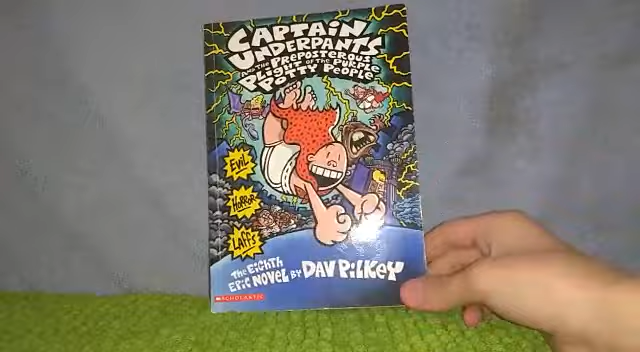 CAPTAIN
UNDERPANTS
AND THE PREPOSTEROUS
PLIGHT OF THE PURPLE
POTTY PEOPLE
EVIL
HORROR
LAFFS
THE EIGHTH
EPIC NOVEL BY DAV PILKEY
SCHOLASTIC